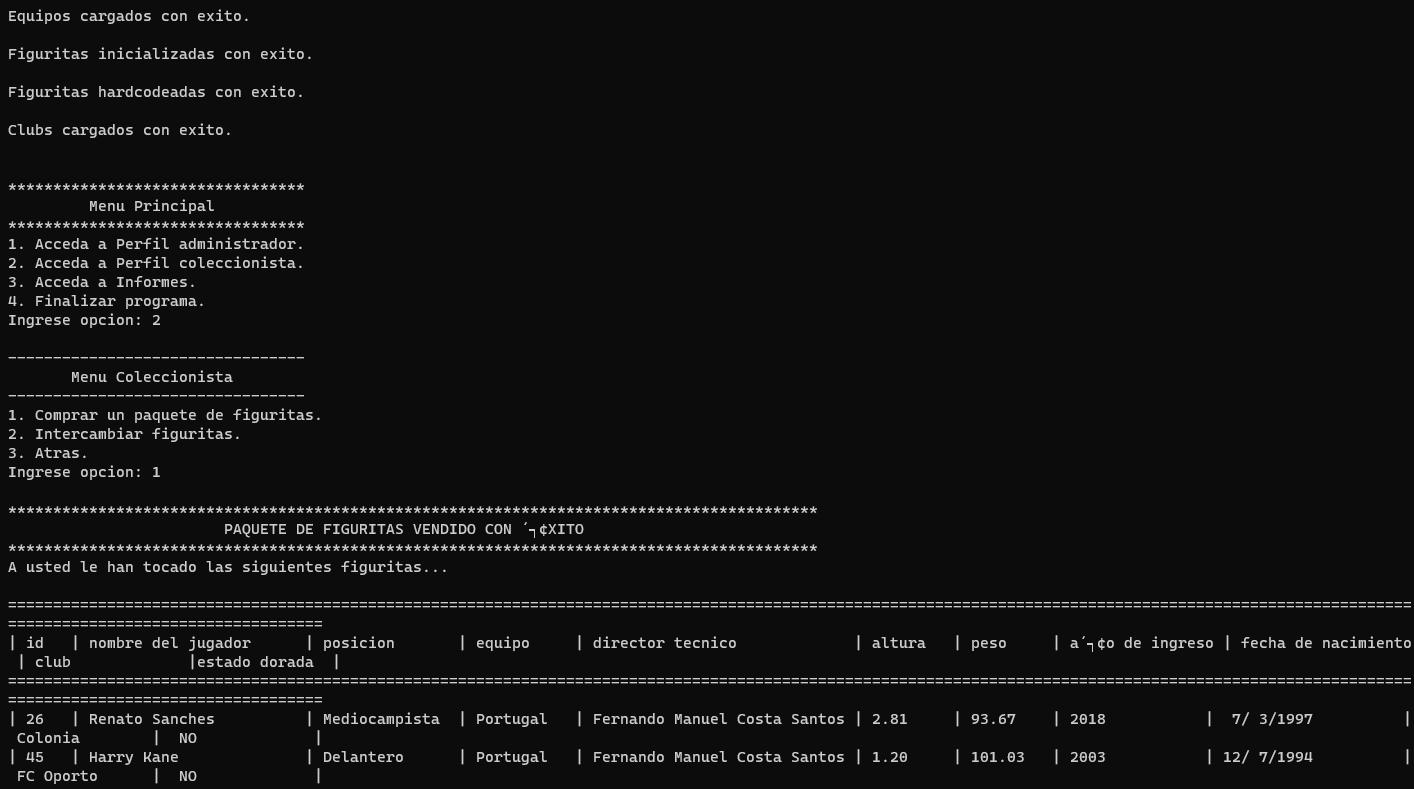 Equipos cargados con exito.
Figuritas inicializadas con exito.
Figuritas hardcodeadas con exito.
Clubs cargados con exito.
*********************************
Menu Principal
*********************************
1. Acceda a Perfil administrador.
2. Acceda a Perfil coleccionista.
3. Acceda a Informes.
4. Finalizar programa.
Ingrese opcion: 2
---------------------------------
Menu Coleccionista
---------------------------------
1. Comprar un paquete de figuritas.
2. Intercambiar figuritas.
3. Atras.
Ingrese opcion: 1
******************************************************************************************
PAQUETE DE FIGURITAS VENDIDO CON ´┐¢XITO
******************************************************************************************
A usted le han tocado las siguientes figuritas...
============================================================================================================================================================
===================================
| id   | nombre del jugador      | posicion       | equipo     | director tecnico             | altura   | peso     | a´┐¢o de ingreso | fecha de nacimiento
 | club             |estado dorada  |
============================================================================================================================================================
===================================
| 26   | Renato Sanches          | Mediocampista  | Portugal   | Fernando Manuel Costa Santos | 2.81     | 93.67    | 2018           |  7/ 3/1997          |
 Colonia        |  NO             |
| 45   | Harry Kane              | Delantero      | Portugal   | Fernando Manuel Costa Santos | 1.20     | 101.03   | 2003           | 12/ 7/1994          |
 FC Oporto      |  NO             |